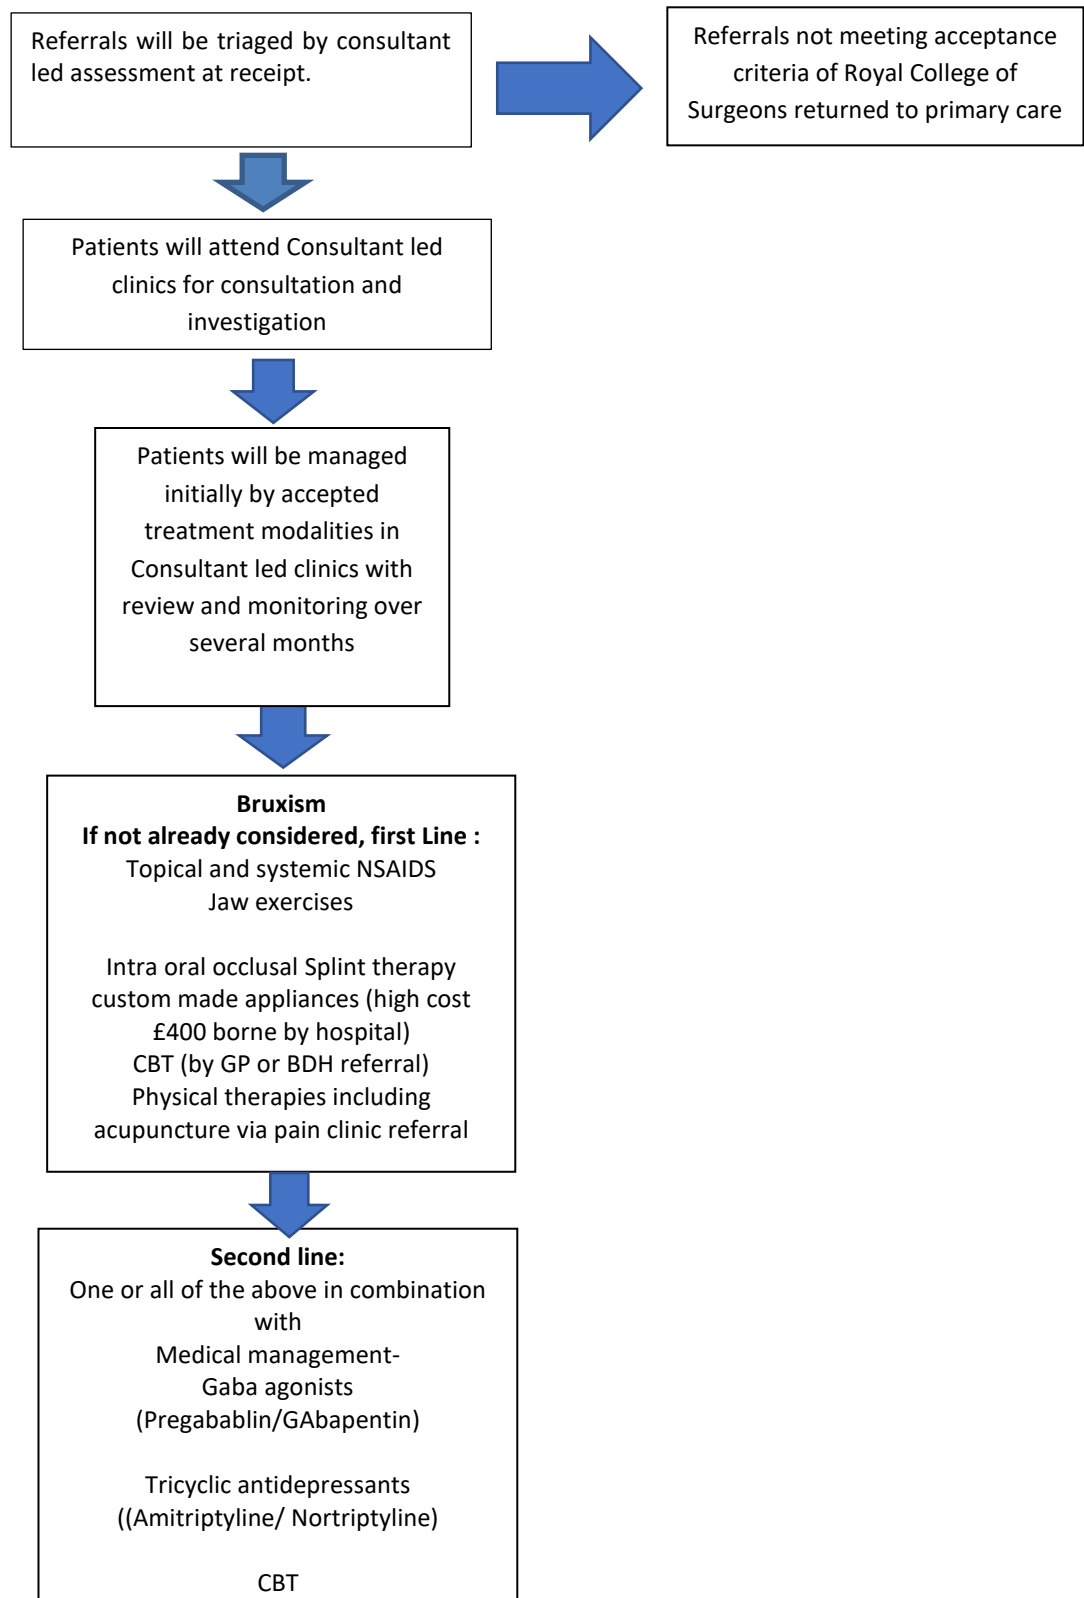 Referrals will be triaged by consultant
led assessment at receipt.
Referrals not meeting acceptance
criteria of Royal College of
Surgeons returned to primary care
Patients will attend Consultant led
clinics for consultation and
investigation
Patients will be managed
initially by accepted
treatment modalities in
Consultant led clinics with
review and monitoring over
several months
Bruxism
If not already considered, first Line :
Topical and systemic NSAIDS
Jaw exercises
Intra oral occlusal Splint therapy
custom made appliances (high cost
£400 borne by hospital)
CBT (by GP or BDH referral)
Physical therapies including
acupuncture via pain clinic referral
Second line:
One or all of the above in combination
with
Medical management-
Gaba agonists
(Pregabablin/GAbapentin)
Tricyclic antidepressants
((Amitriptyline/ Nortriptyline)
CBT